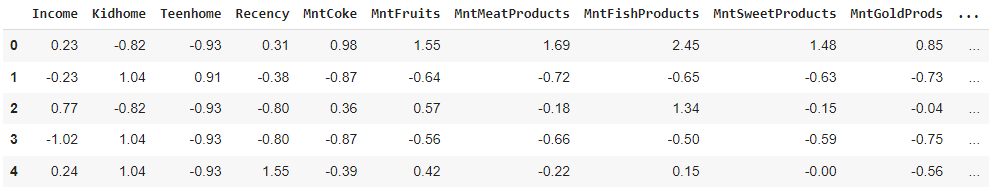 Income Kidhome Teenhome Recency MntCoke MntFruits MntMeatProducts MntFishProducts MntSweetProducts MntGoldProds ...
0 0.23 -0.82 -0.93 0.31 0.98 1.55 1.69 2.45 1.48 0.85 ...
1 -0.23 1.04 0.91 -0.38 -0.87 -0.64 -0.72 -0.65 -0.63 -0.73 ...
2 0.77 -0.82 -0.93 -0.80 0.36 0.57 -0.18 1.34 -0.15 -0.04 ...
3 -1.02 1.04 -0.93 -0.80 -0.87 -0.56 -0.66 -0.50 -0.59 -0.75 ...
4 0.24 1.04 -0.93 1.55 -0.39 0.42 -0.22 0.15 -0.00 -0.56 ...